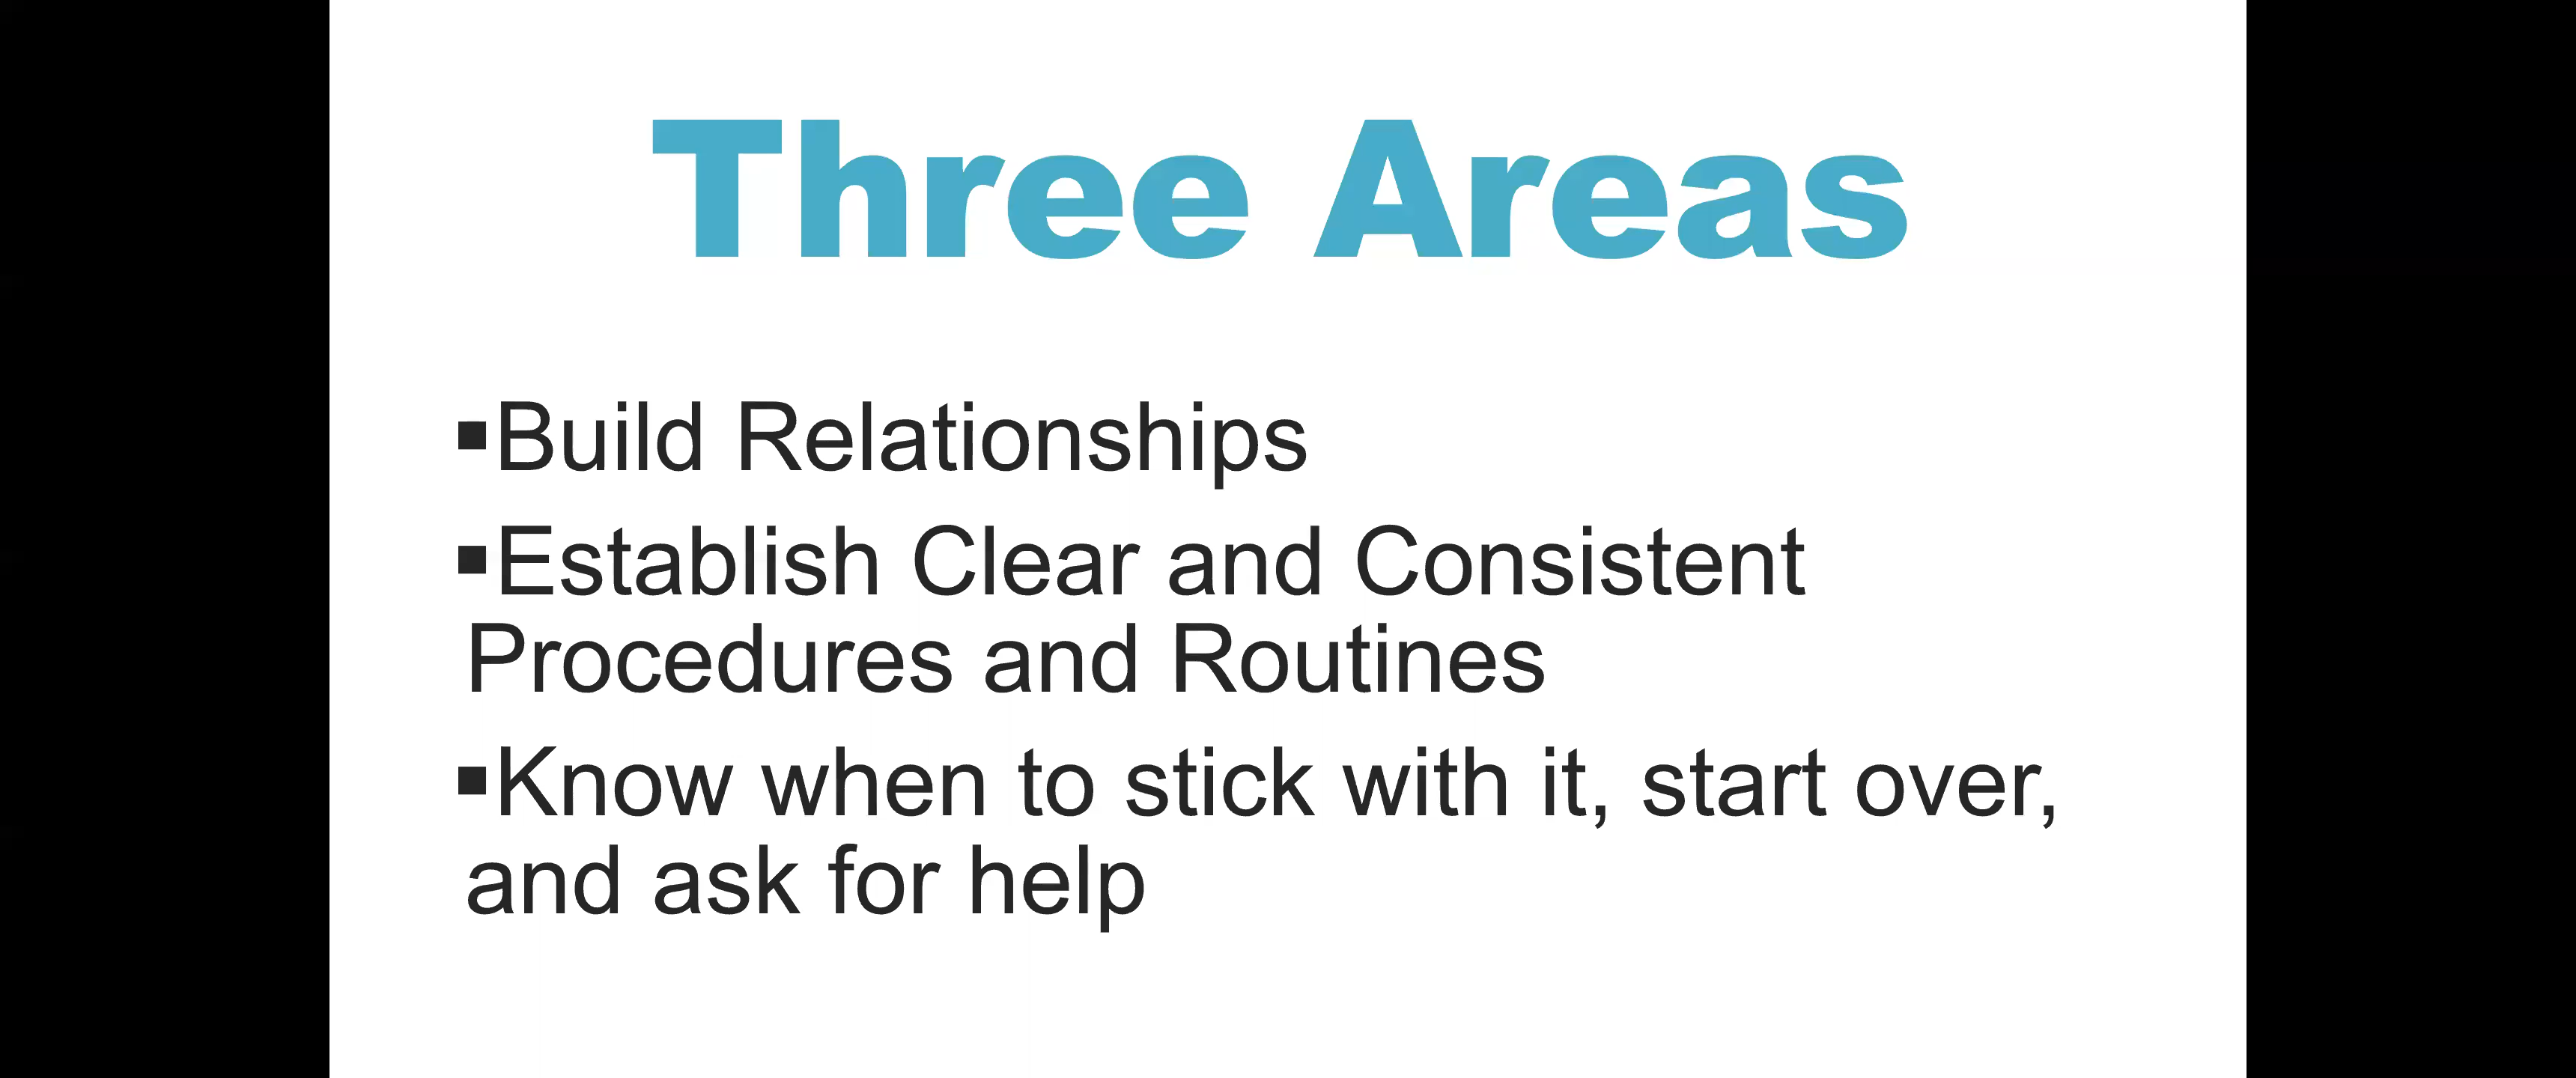 Three Areas
▪Build Relationships
▪Establish Clear and Consistent
Procedures and Routines
▪Know when to stick with it, start over,
and ask for help